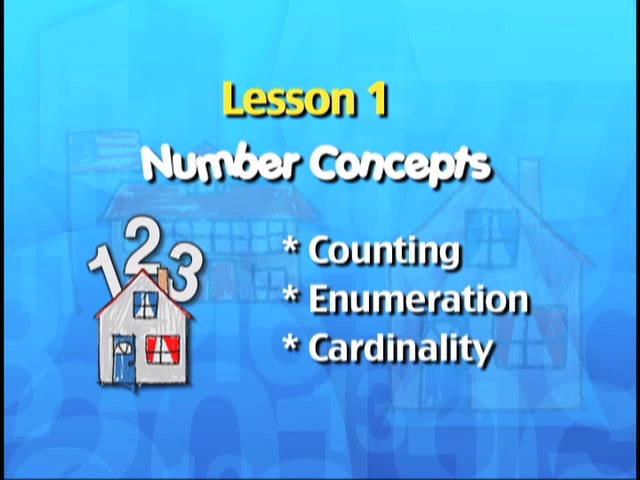 Lesson 1
Number Concepts
123
* Counting
* Enumeration
* Cardinality